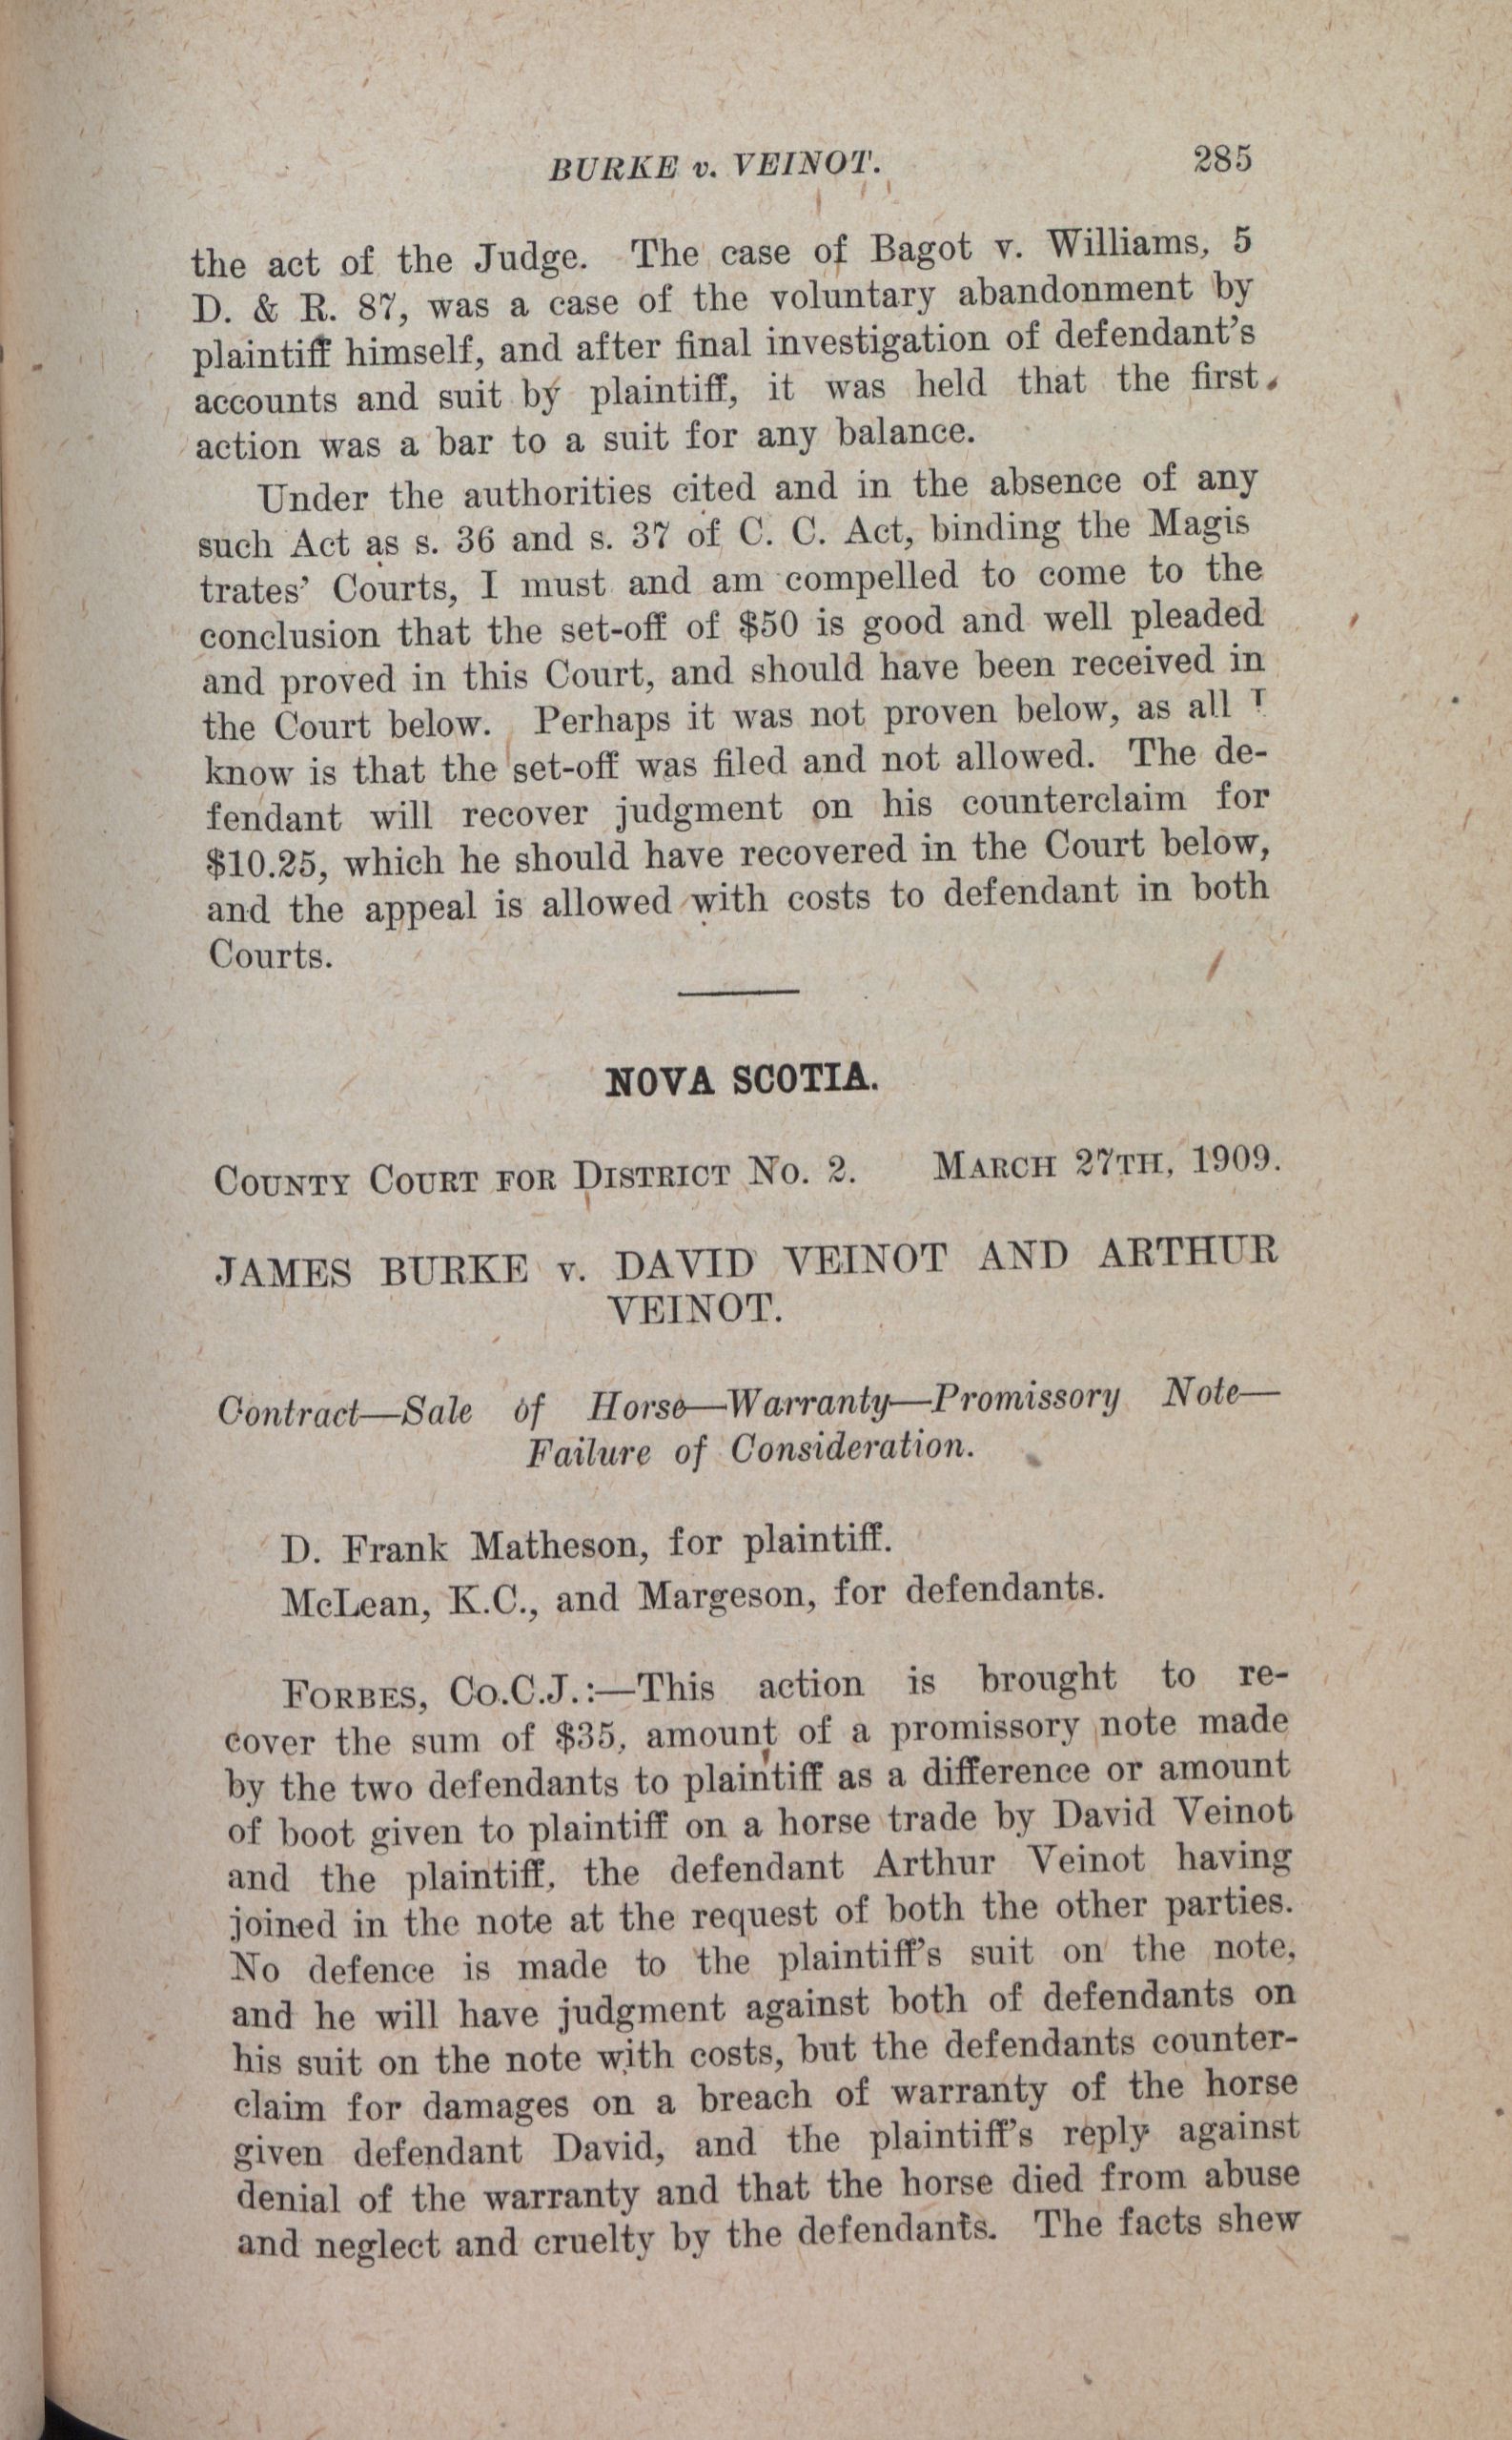 BURKE v. VEINOT. 285
the act of the Judge. The case of Bagot v. Williams, 5
D. & R. 87, was a case of the voluntary abandonment by
plaintiff himself, and after final investigation of defendant's
accounts and suit by plaintiff, it was held that the first
action was a bar to a suit for any balance.
Under the authorities cited and in the absence of any
such Act as s. 36 and s. 37 of C. C. Act, binding the Magis
trates' Courts, I must and am compelled to come to the
conclusion that the set-off of $50 is good and well pleaded
and proved in this Court, and should have been received in
the Court below. Perhaps it was not proven below, as all I
know is that the set-off was filed and not allowed. The de-
fendant will recover judgment on his counterclaim for
$10.25, which he should have recovered in the Court below,
and the appeal is allowed with costs to defendant in both
Courts.
NOVA SCOTIA.
COUNTY COURT FOR DISTRICT NO. 2. MARCH 27TH, 1909.
JAMES BURKE v. DAVID VEINOT AND ARTHUR
VEINOT.
Contract—Sale of Horse—Warranty—Promissory Note—
Failure of Consideration.
D. Frank Matheson, for plaintiff.
McLean, K.C., and Margeson, for defendants.
FORBES, CO.C.J.:—This action is brought to re-
cover the sum of $35, amount of a promissory note made
by the two defendants to plaintiff as a difference or amount
of boot given to plaintiff on a horse trade by David Veinot
and the plaintiff, the defendant Arthur Veinot having
joined in the note at the request of both the other parties.
No defence is made to the plaintiff's suit on the note,
and he will have judgment against both of defendants on
his suit on the note with costs, but the defendants counter-
claim for damages on a breach of warranty of the horse
given defendant David, and the plaintiff's reply against
denial of the warranty and that the horse died from abuse
and neglect and cruelty by the defendants. The facts shew